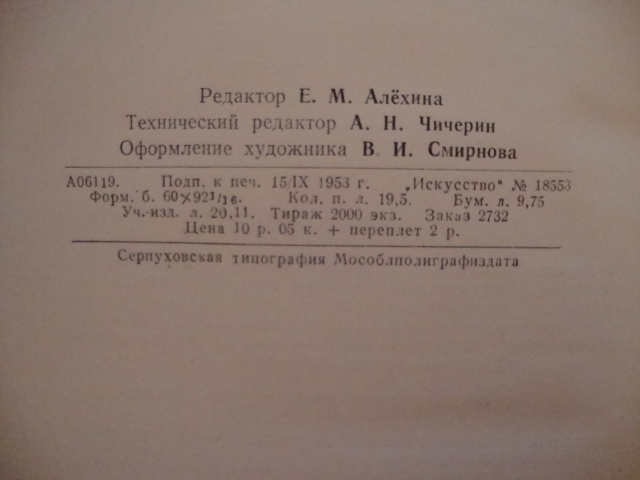 Редактор Е. М. Алёхина
Технический редактор А. Н. Чичерин
Оформление художника В. И. Смирнова
А06119. Подп. к печ. 15/IX 1953 г. „Искусство" № 18553
Форм. б. 60×92 1/16. Кол. п. л. 19,5. Бум. л. 9,75
Уч.-изд. л. 20,11. Тираж 2000 экз. Заказ 2732
Цена 10 р. 05 к. + переплет 2 р.
Серпуховская типография Мособлполиграфиздата